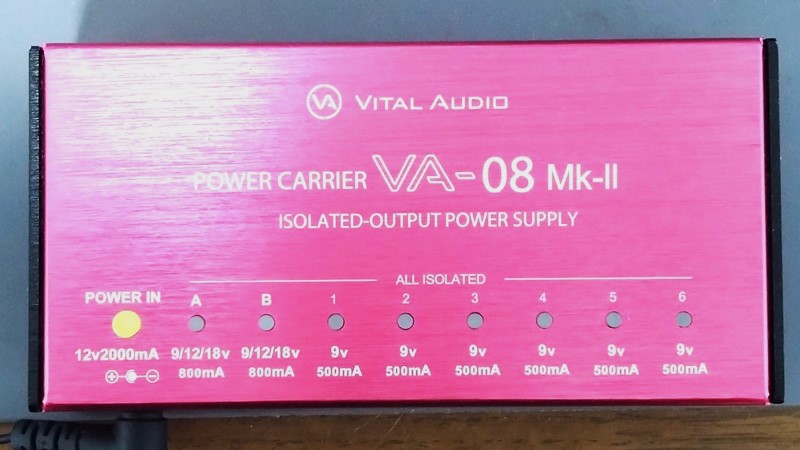 VA VITAL AUDIO
POWER CARRIER VA-08 Mk-II
ISOLATED-OUTPUT POWER SUPPLY
ALL ISOLATED
POWER IN A B 1 2 3 4 5 6
12v2000mA 9/12/18v 9/12/18v 9v 9v 9v 9v 9v 9v
800mA 800mA 500mA 500mA 500mA 500mA 500mA 500mA